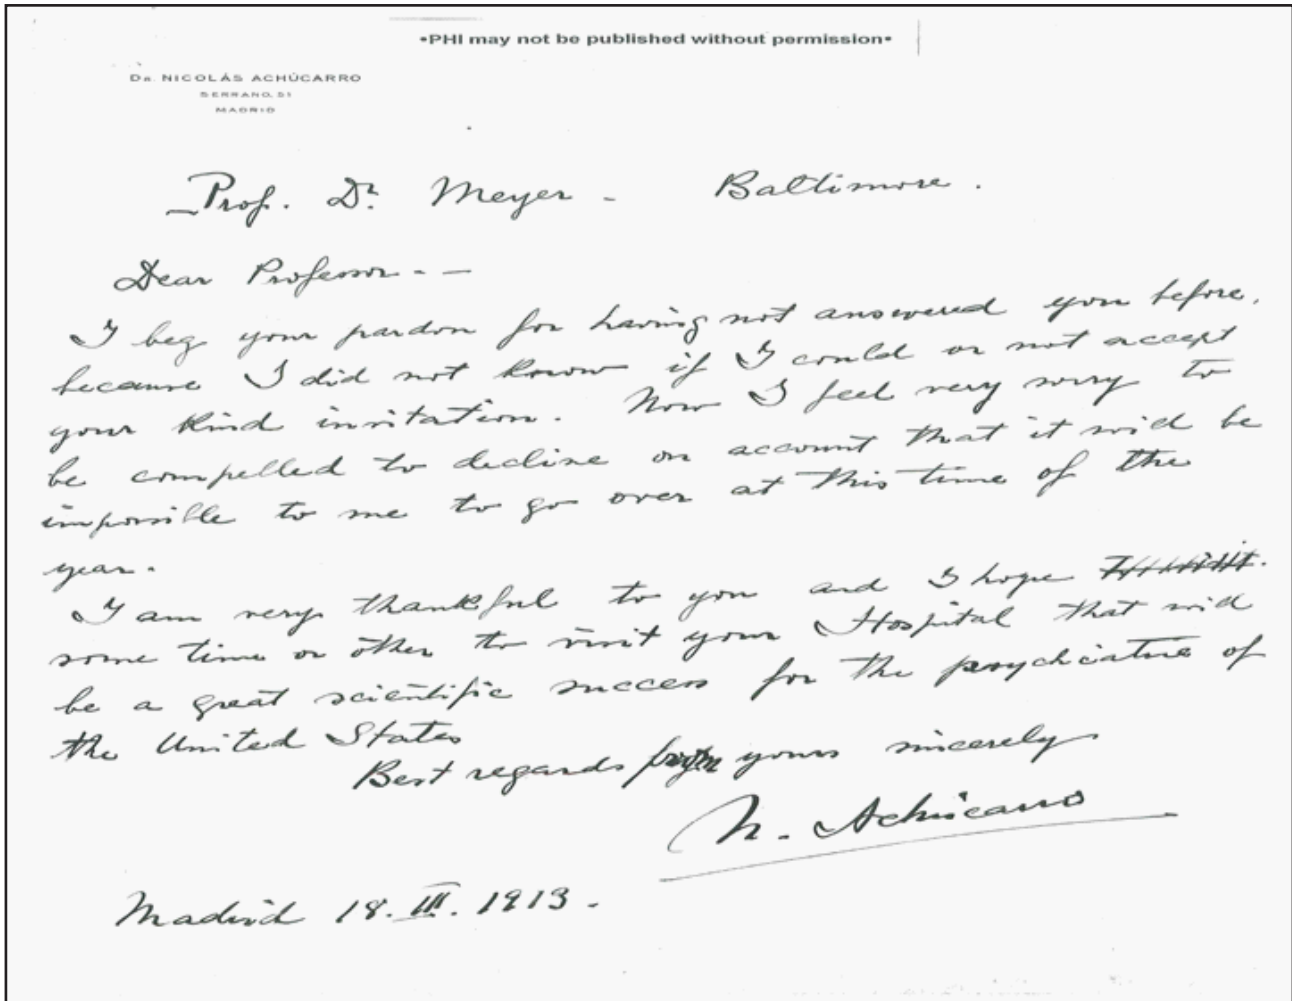 •PHI may not be published without permission•
DR. NICOLÁS ACHÚCARRO
SERRANO, 51
MADRID
Prof. Dr. Meyer - Baltimore.
Dear Professor - -
I beg your pardon for having not answered you before,
because I did not know if I could or not accept
your kind invitation. Now I feel very sorry to
be compelled to decline on account that it will be
impossible to me to go over at this time of the
year.
I am very thankful to you and I hope
some time or other to visit your Hospital that will
be a great scientific success for the psychiatrie of
the United States
Best regards yours sincerely
N. Achúcarro
Madrid 18. III. 1913.